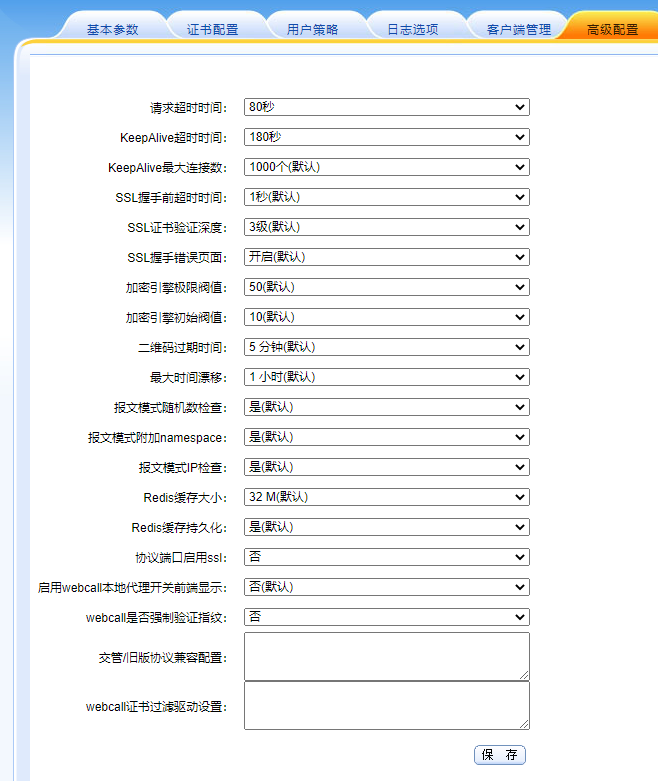 基本参数 证书配置 用户策略 日志选项 客户端管理 高级配置
请求超时时间: 80秒
KeepAlive超时时间: 180秒
KeepAlive最大连接数: 1000个(默认)
SSL握手前超时时间: 1秒(默认)
SSL证书验证深度: 3级(默认)
SSL握手错误页面: 开启(默认)
加密引擎极限阀值: 50(默认)
加密引擎初始阀值: 10(默认)
二维码过期时间: 5 分钟(默认)
最大时间漂移: 1 小时(默认)
报文模式随机数检查: 是(默认)
报文模式附加namespace: 是(默认)
报文模式IP检查: 是(默认)
Redis缓存大小: 32 M(默认)
Redis缓存持久化: 是(默认)
协议端口启用ssl: 否
启用webcall本地代理开关前端显示: 否(默认)
webcall是否强制验证指纹: 否
交管/旧版协议兼容配置:
webcall证书过滤驱动设置:
保 存